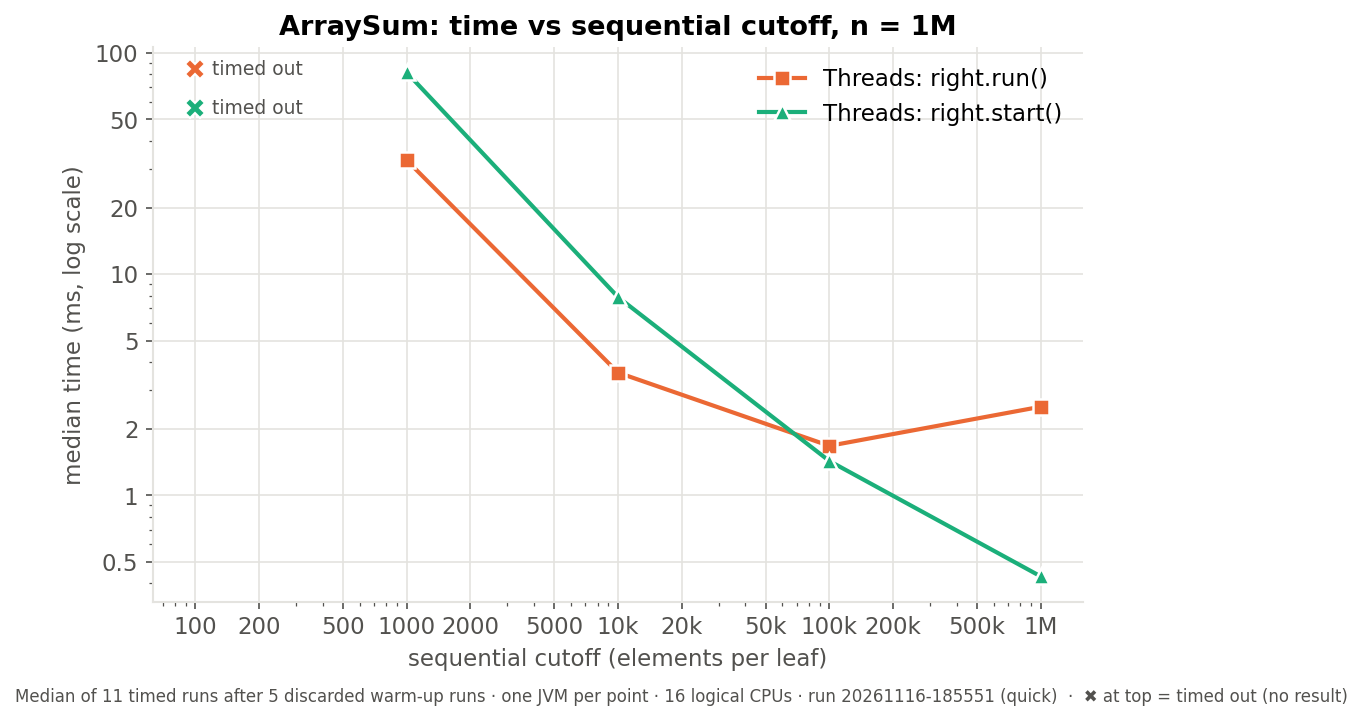 ArraySum: time vs sequential cutoff, n = 1M
timed out
timed out
Threads: right.run()
Threads: right.start()
100
50
20
10
5
2
1
0.5
median time (ms, log scale)
100 200 500 1000 2000 5000 10k 20k 50k 100k 200k 500k 1M
sequential cutoff (elements per leaf)
Median of 11 timed runs after 5 discarded warm-up runs · one JVM per point · 16 logical CPUs · run 20261116-185551 (quick) · ✖ at top = timed out (no result)